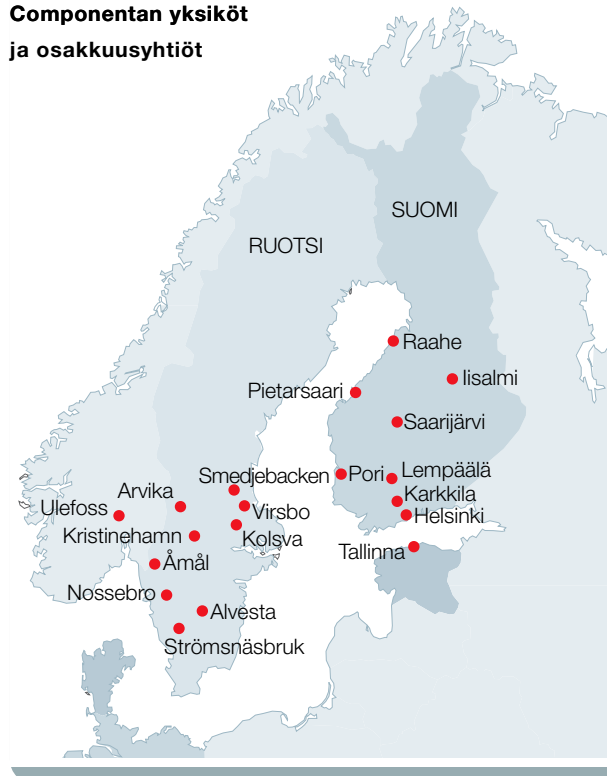 Componentan yksiköt
ja osakkuusyhtiöt
SUOMI
RUOTSI
Raahe
Iisalmi
Pietarsaari
Saarijärvi
Smedjebacken
Pori
Lempäälä
Arvika
Karkkila
Ulefoss
Virsbo
Helsinki
Kristinehamn
Kolsva
Tallinna
Åmål
Nossebro
Alvesta
Strömsnäsbruk